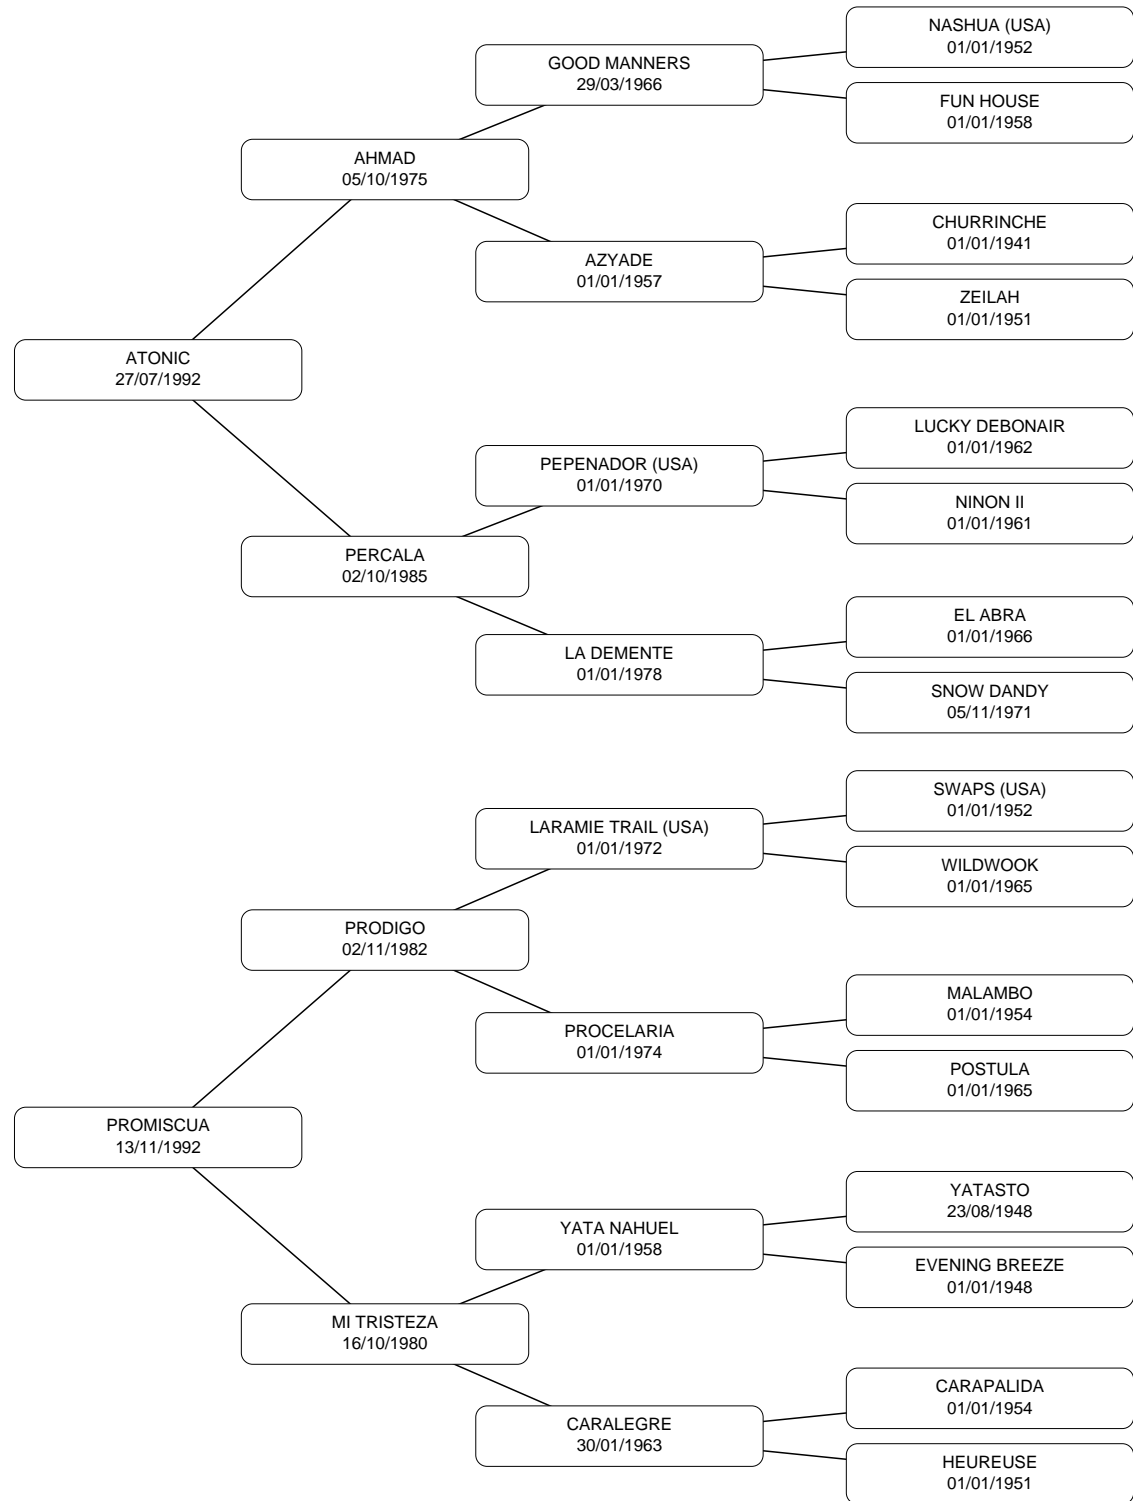 NASHUA (USA)
01/01/1952
GOOD MANNERS
29/03/1966
FUN HOUSE
01/01/1958
AHMAD
05/10/1975
CHURRINCHE
01/01/1941
AZYADE
01/01/1957
ZEILAH
01/01/1951
ATONIC
27/07/1992
LUCKY DEBONAIR
01/01/1962
PEPENADOR (USA)
01/01/1970
NINON II
01/01/1961
PERCALA
02/10/1985
EL ABRA
01/01/1966
LA DEMENTE
01/01/1978
SNOW DANDY
05/11/1971
SWAPS (USA)
01/01/1952
LARAMIE TRAIL (USA)
01/01/1972
WILDWOOK
01/01/1965
PRODIGO
02/11/1982
MALAMBO
01/01/1954
PROCELARIA
01/01/1974
POSTULA
01/01/1965
PROMISCUA
13/11/1992
YATASTO
23/08/1948
YATA NAHUEL
01/01/1958
EVENING BREEZE
01/01/1948
MI TRISTEZA
16/10/1980
CARAPALIDA
01/01/1954
CARALEGRE
30/01/1963
HEUREUSE
01/01/1951